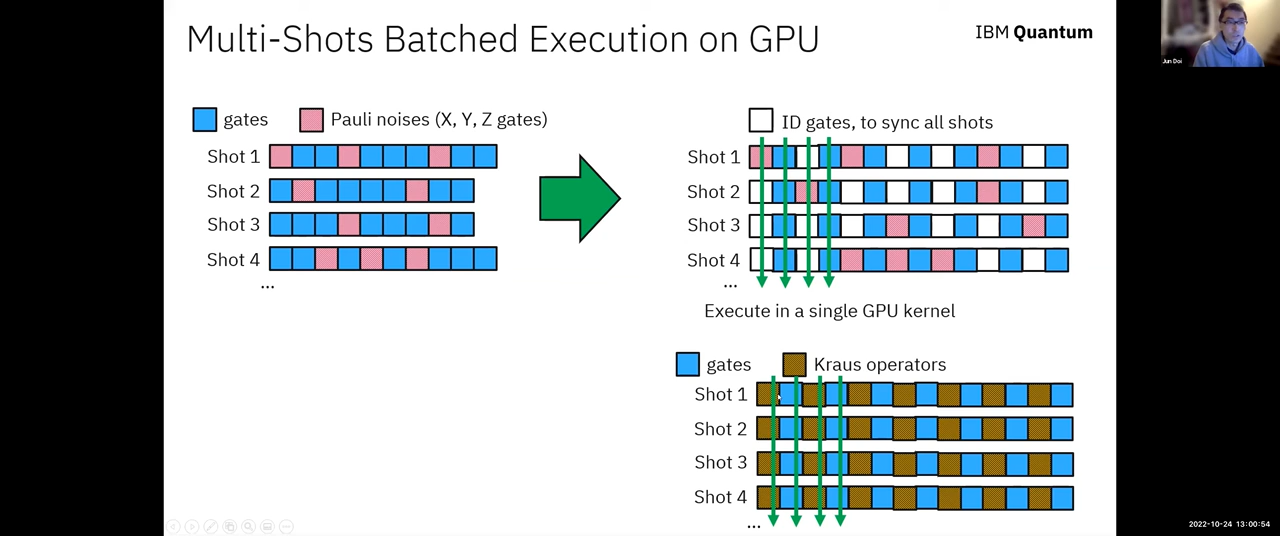 Multi-Shots Batched Execution on GPU
IBM Quantum
Jun Doi
gates
Pauli noises (X, Y, Z gates)
Shot 1
Shot 2
Shot 3
Shot 4
...
ID gates, to sync all shots
Shot 1
Shot 2
Shot 3
Shot 4
...
Execute in a single GPU kernel
gates
Kraus operators
Shot 1
Shot 2
Shot 3
Shot 4
...
2022-10-24 13:00:54